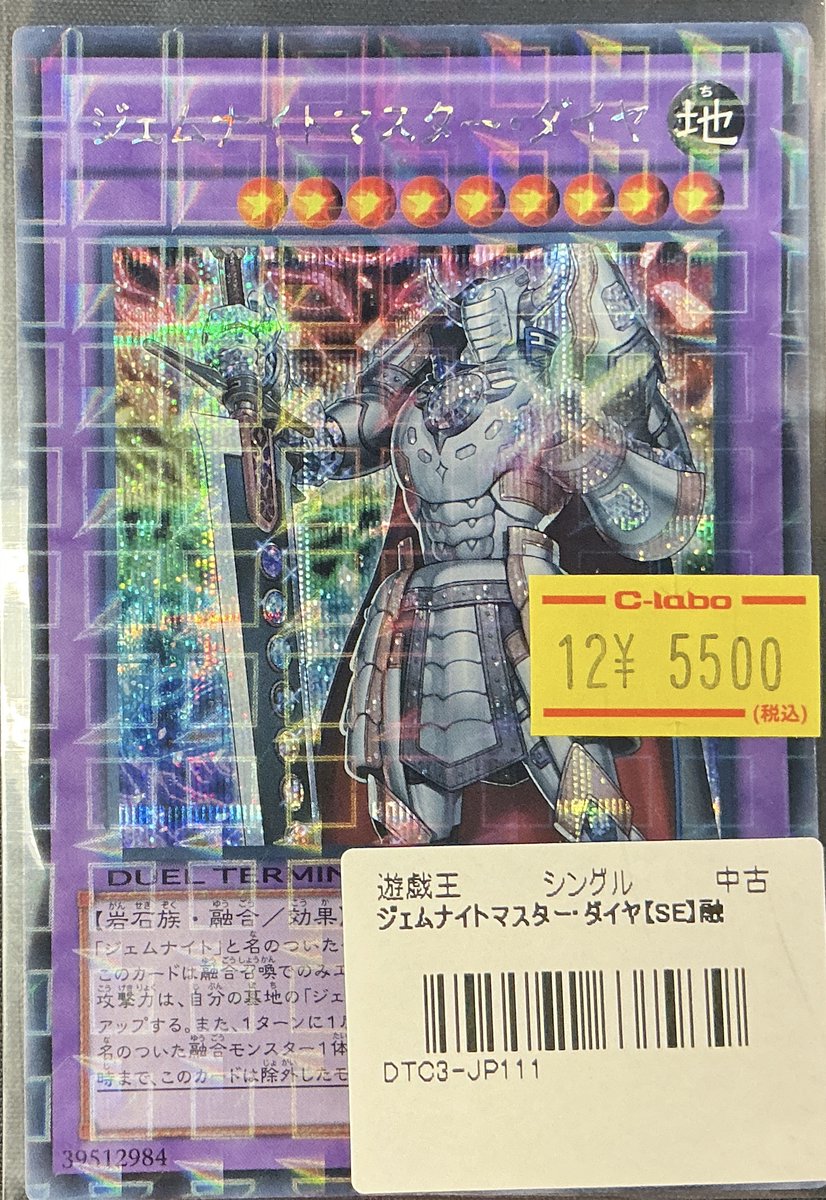 ジェムナイトマスター・ダイヤ
ち
地
C-labo
12¥ 5500
(税込)
DUEL TERMIN
【岩石族・融合/効果】
「ジェムナイト」と名のついた
このカードは融合召喚でのみエ
攻撃力は、自分の墓地の「ジェ
アップする。また、1ターンに1
名のついた融合モンスター1体
時まで、このカードは除外したモ
39512984
遊戯王 シングル 中古
ジェムナイトマスター・ダイヤ【SE】融
DTC3-JP111